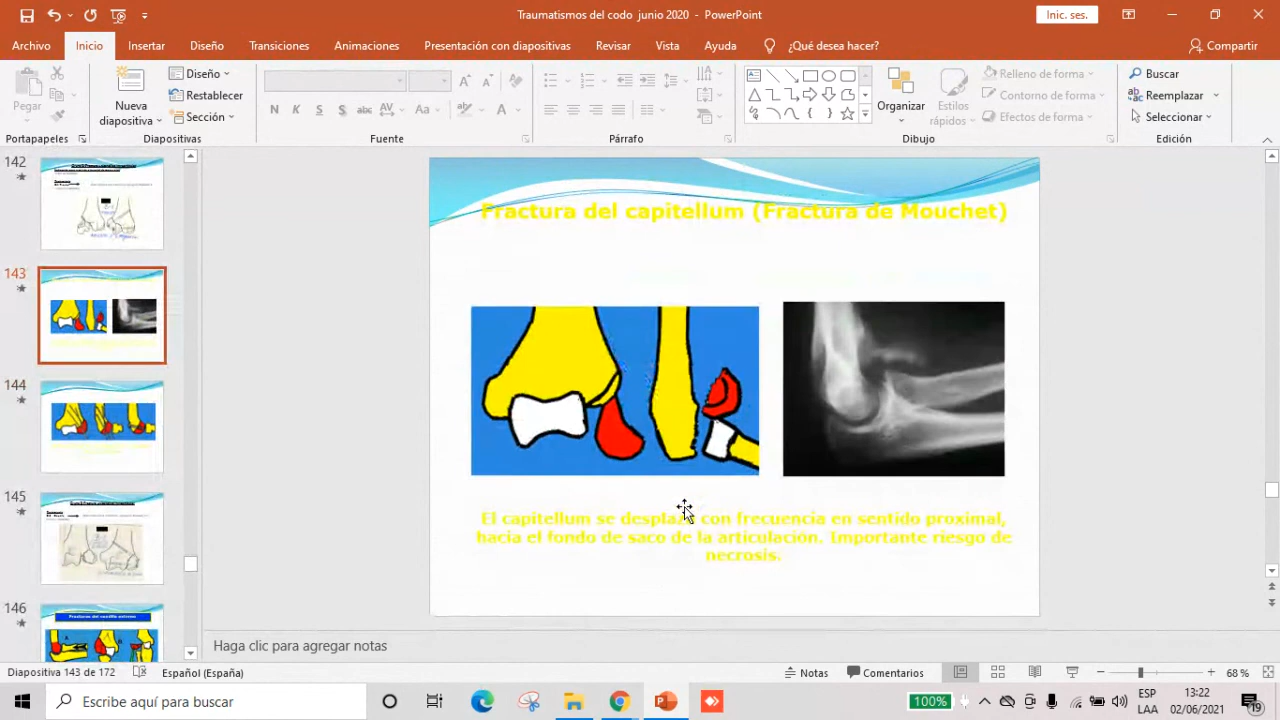 Traumatismos del codo junio 2020 - PowerPoint
Inic. ses.
Archivo
Inicio
Insertar
Diseño
Transiciones
Animaciones
Presentación con diapositivas
Revisar
Vista
Ayuda
¿Qué desea hacer?
Compartir
Pegar
Nueva
diapositiva
Diseño
Restablecer
Sección
N K S S abc AV Aa A
Organizar
Estilos
rápidos
Relleno de forma
Contorno de forma
Efectos de forma
Buscar
Reemplazar
Seleccionar
Portapapeles
Diapositivas
Fuente
Párrafo
Dibujo
Edición
142
143
144
145
146
Fractura del capitellum (Fractura de Mouchet)
El capitellum se desplaza con frecuencia en sentido proximal,
hacia el fondo de saco de la articulación. Importante riesgo de
necrosis.
Haga clic para agregar notas
Diapositiva 143 de 172
Español (España)
Notas
Comentarios
68 %
Escribe aquí para buscar
100%
ESP
LAA
13:22
02/06/2021
19